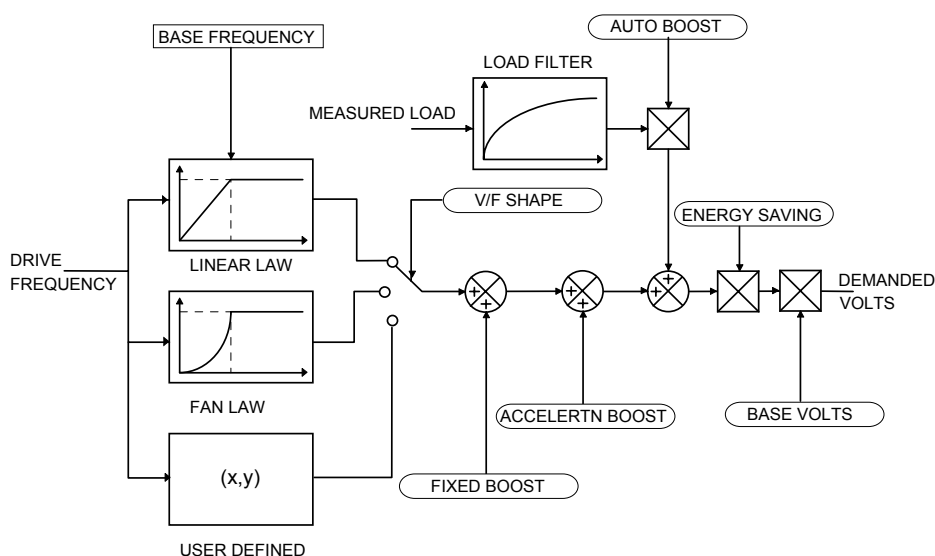 AUTO BOOST
BASE FREQUENCY
LOAD FILTER
MEASURED LOAD
V/F SHAPE
ENERGY SAVING
LINEAR LAW
DRIVE
FREQUENCY
DEMANDED
VOLTS
+
+
+
+
+
+
FAN LAW
ACCELERTN BOOST
BASE VOLTS
(x,y)
FIXED BOOST
USER DEFINED